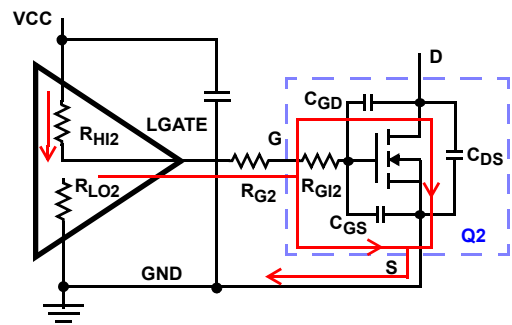 VCC
D
CGD
RHI2
LGATE
G
CDS
RLO2
RG2
RGI2
CGS
Q2
GND
S